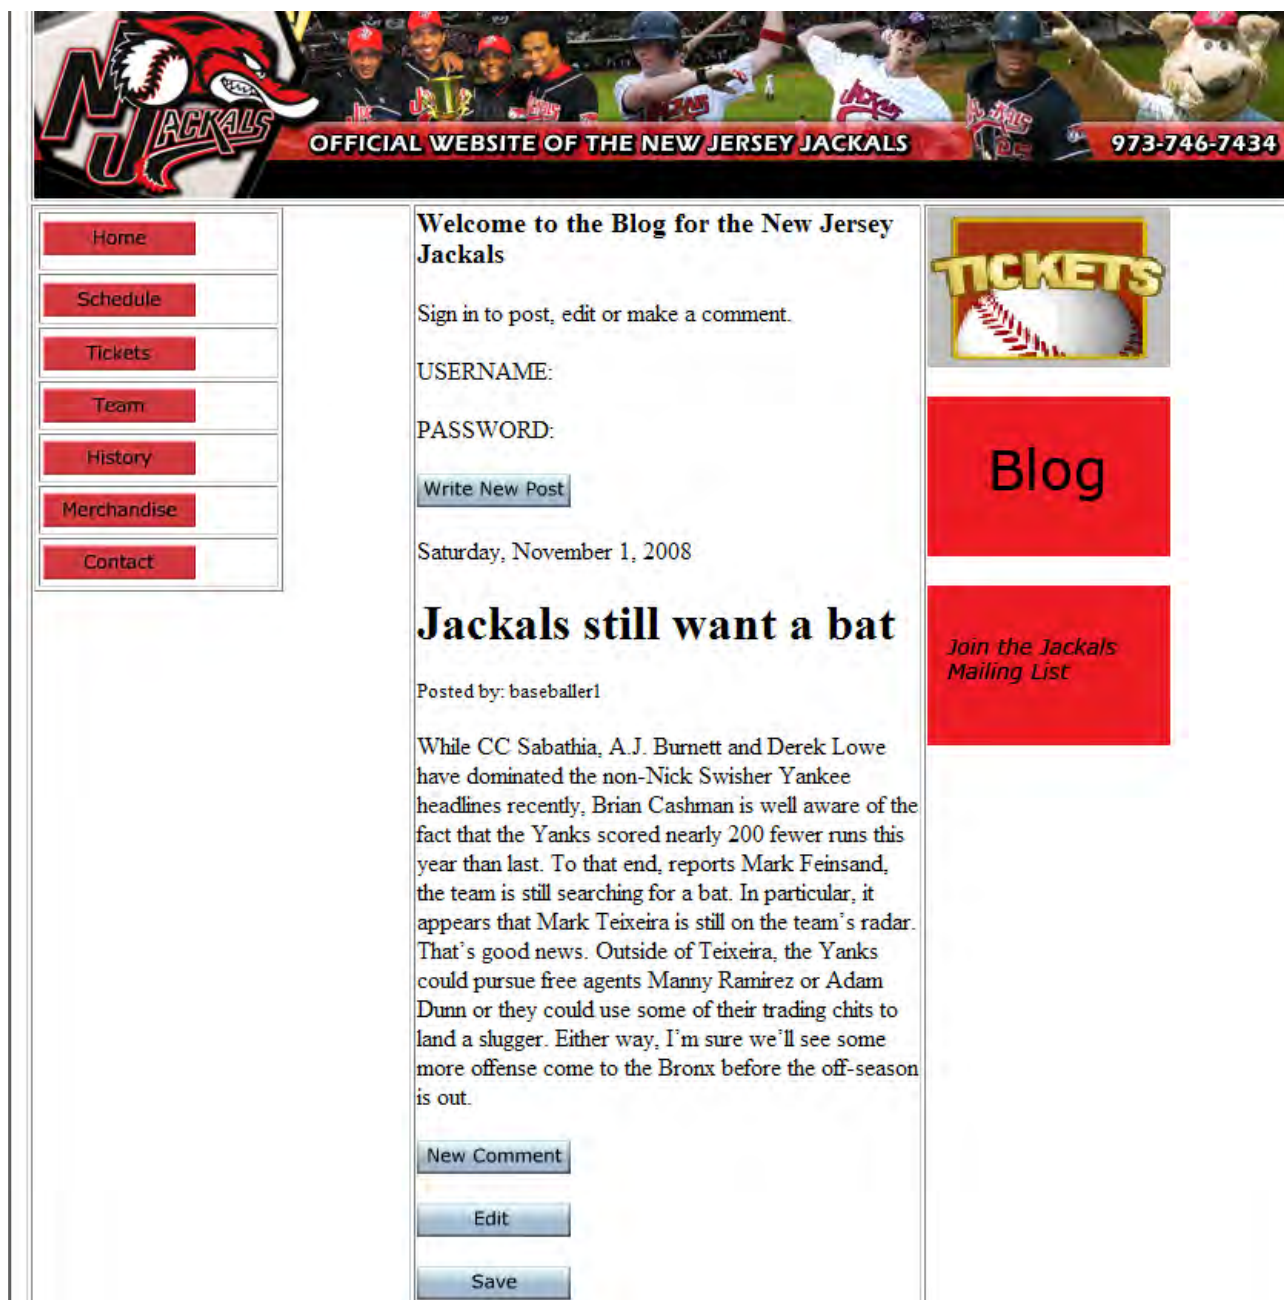 NJ JACKALS
OFFICIAL WEBSITE OF THE NEW JERSEY JACKALS
973-746-7434
Home
Schedule
Tickets
Team
History
Merchandise
Contact
Welcome to the Blog for the New Jersey
Jackals
Sign in to post, edit or make a comment.
USERNAME:
PASSWORD:
Write New Post
Saturday, November 1, 2008
Jackals still want a bat
Posted by: baseballer1
While CC Sabathia, A.J. Burnett and Derek Lowe
have dominated the non-Nick Swisher Yankee
headlines recently, Brian Cashman is well aware of the
fact that the Yanks scored nearly 200 fewer runs this
year than last. To that end, reports Mark Feinsand,
the team is still searching for a bat. In particular, it
appears that Mark Teixeira is still on the team's radar.
That's good news. Outside of Teixeira, the Yanks
could pursue free agents Manny Ramirez or Adam
Dunn or they could use some of their trading chits to
land a slugger. Either way, I'm sure we'll see some
more offense come to the Bronx before the off-season
is out.
New Comment
Edit
Save
TICKETS
Blog
Join the Jackals
Mailing List